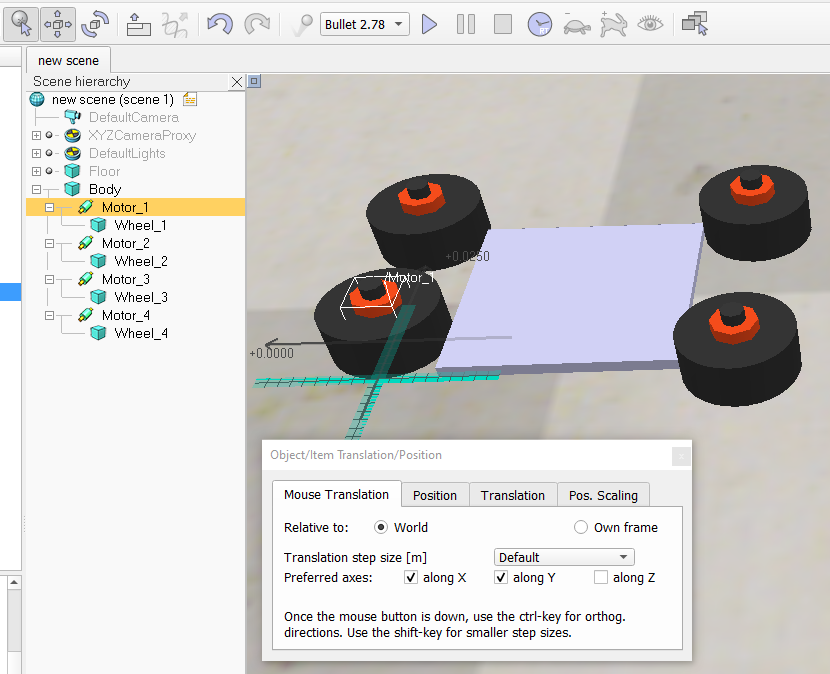 Bullet 2.78
RT
new scene
Scene hierarchy
new scene (scene 1)
DefaultCamera
XYZCameraProxy
DefaultLights
Floor
Body
Motor_1
Wheel_1
Motor_2
Wheel_2
Motor_3
Wheel_3
Motor_4
Wheel_4
+0.0250
/Motor_1
+0.0000
Object/Item Translation/Position
Mouse Translation Position Translation Pos. Scaling
Relative to: World Own frame
Translation step size [m] Default
Preferred axes: along X along Y along Z
Once the mouse button is down, use the ctrl-key for orthog.
directions. Use the shift-key for smaller step sizes.